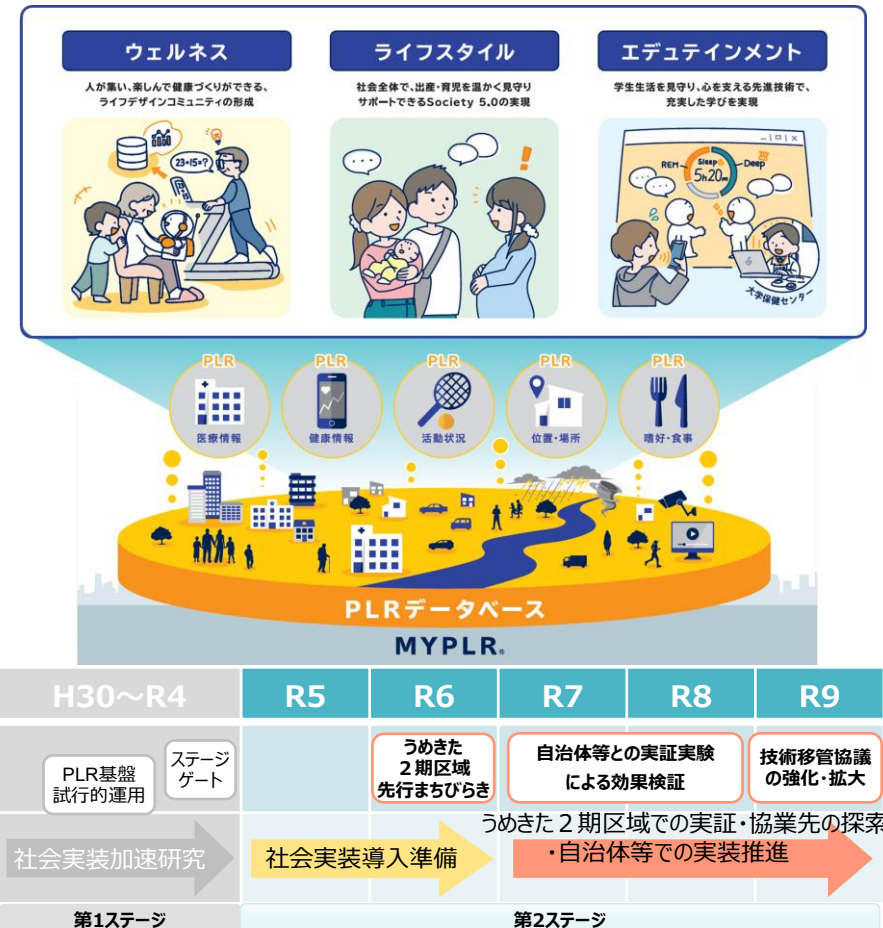 ウェルネス
ライフスタイル
エデュテインメント
人が集い、楽しんで健康づくりができる、
ライフデザインコミュニティの形成
社会全体で、出産・育児を温かく見守り
サポートできるSociety 5.0の実現
学生生活を見守り、心を支える先進技術で、
充実した学びを実現
23+15=?
REM
Sleep
5h20m
Deep
大学保健センター
PLR
医療情報
PLR
健康情報
PLR
活動状況
PLR
位置・場所
PLR
嗜好・食事
PLRデータベース
MYPLR®
H30～R4
R5
R6
R7
R8
R9
PLR基盤
試行的運用
ステージ
ゲート
うめきた
２期区域
先行まちびらき
自治体等との実証実験
による効果検証
技術移管協議
の強化・拡大
社会実装加速研究
社会実装導入準備
うめきた２期区域での実証・協業先の探索
・自治体等での実装推進
第1ステージ
第2ステージ